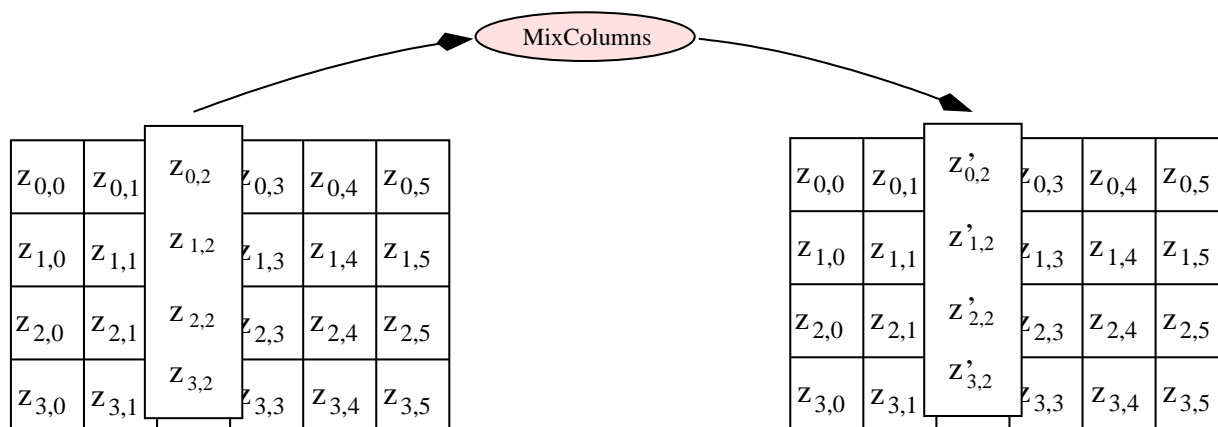 MixColumns
z0,0 z0,1 z0,2 z0,3 z0,4 z0,5
z1,0 z1,1 z1,2 z1,3 z1,4 z1,5
z2,0 z2,1 z2,2 z2,3 z2,4 z2,5
z3,0 z3,1 z3,2 z3,3 z3,4 z3,5
z0,0 z0,1 z'0,2 z0,3 z0,4 z0,5
z1,0 z1,1 z'1,2 z1,3 z1,4 z1,5
z2,0 z2,1 z'2,2 z2,3 z2,4 z2,5
z3,0 z3,1 z'3,2 z3,3 z3,4 z3,5